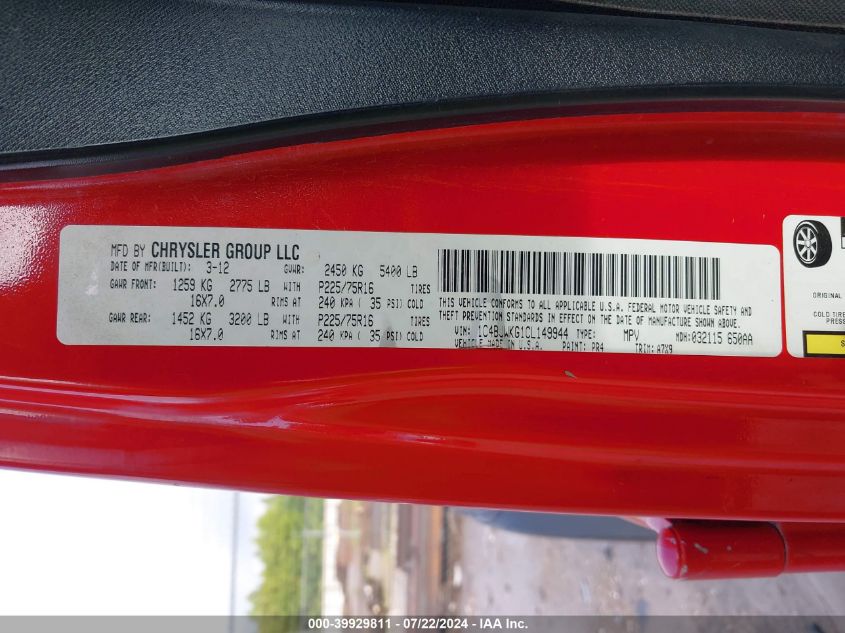 MFD BY CHRYSLER GROUP LLC
DATE OF MFR(BUILT): 3-12 GVWR: 2450 KG 5400 LB
GAWR FRONT: 1259 KG 2775 LB WITH P225/75R16 TIRES
16X7.0 RIMS AT 240 KPA ( 35 PSI) COLD
GAWR REAR: 1452 KG 3200 LB WITH P225/75R16 TIRES
16X7.0 RIMS AT 240 KPA ( 35 PSI) COLD
THIS VEHICLE CONFORMS TO ALL APPLICABLE U.S.A. FEDERAL MOTOR VEHICLE SAFETY AND
THEFT PREVENTION STANDARDS IN EFFECT ON THE DATE OF MANUFACTURE SHOWN ABOVE.
VIN: 1C4BJWKG1CL149944 TYPE: MPV MDH:032115 650AA
VEHICLE MADE IN U.S.A. PAINT: PR4 TRIM: A7X9
ORIGINAL
COLD TIRE
S
000-39929811 - 07/22/2024 - IAA Inc.